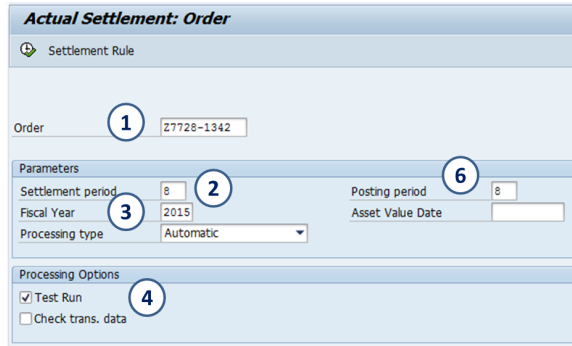 Actual Settlement: Order
Settlement Rule
Order 1 Z7728-1342
Parameters
Settlement period 8 2 Posting period 6 8
Fiscal Year 3 2015 Asset Value Date
Processing type Automatic
Processing Options
Test Run 4
Check trans. data